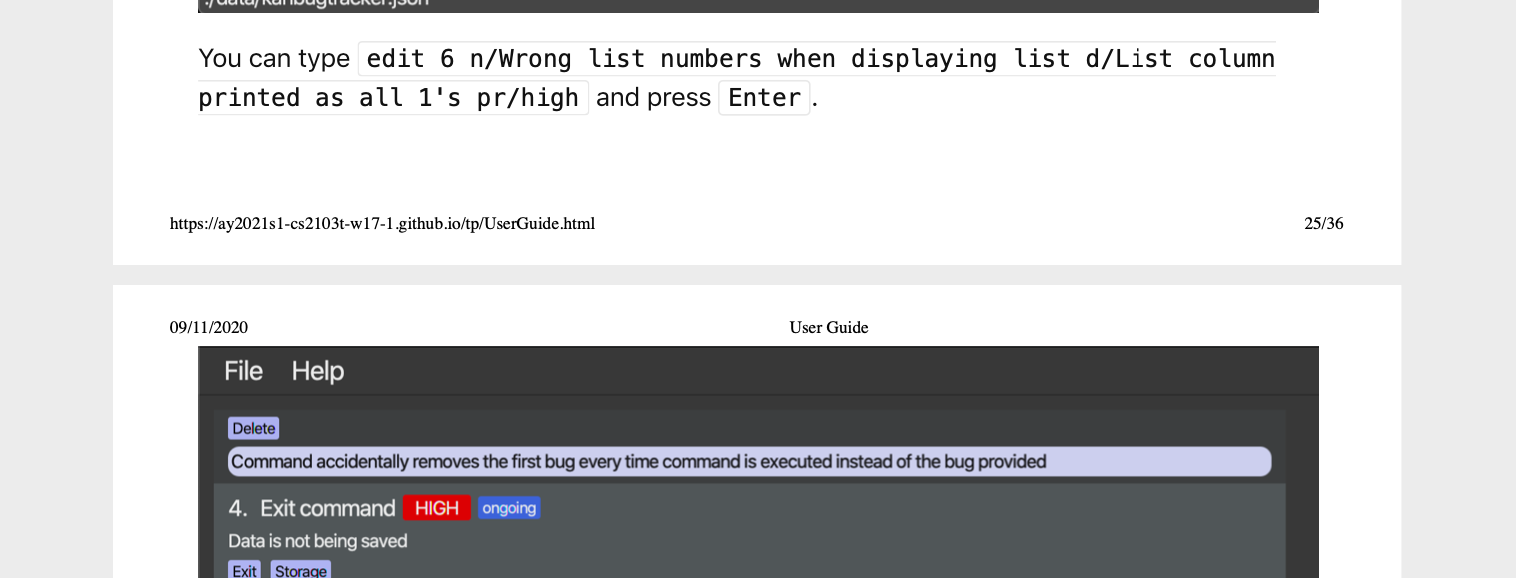 ./data/kanbugtracker.json
You can type edit 6 n/Wrong list numbers when displaying list d/List column
printed as all 1's pr/high and press Enter.
https://ay2021s1-cs2103t-w17-1.github.io/tp/UserGuide.html 25/36
09/11/2020 User Guide
File Help
Delete
Command accidentally removes the first bug every time command is executed instead of the bug provided
4. Exit command HIGH ongoing
Data is not being saved
Exit Storage